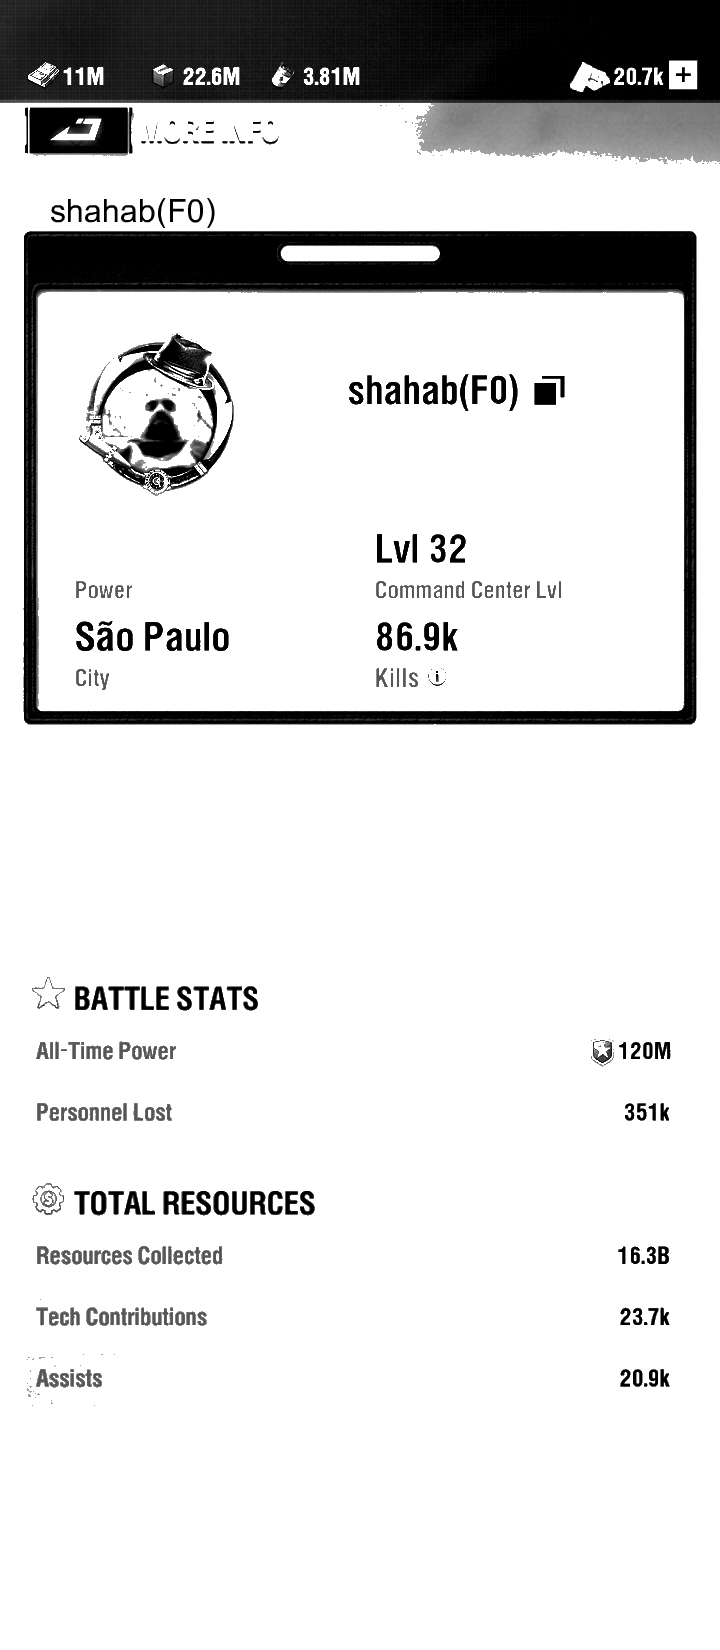 11M 22.6M 3.81M 20.7k
MORE INFO
shahab(F0)
shahab(F0)
Lvl 32
Power Command Center Lvl
São Paulo 86.9k
City Kills
BATTLE STATS
All-Time Power 120M
Personnel Lost 351k
TOTAL RESOURCES
Resources Collected 16.3B
Tech Contributions 23.7k
Assists 20.9k